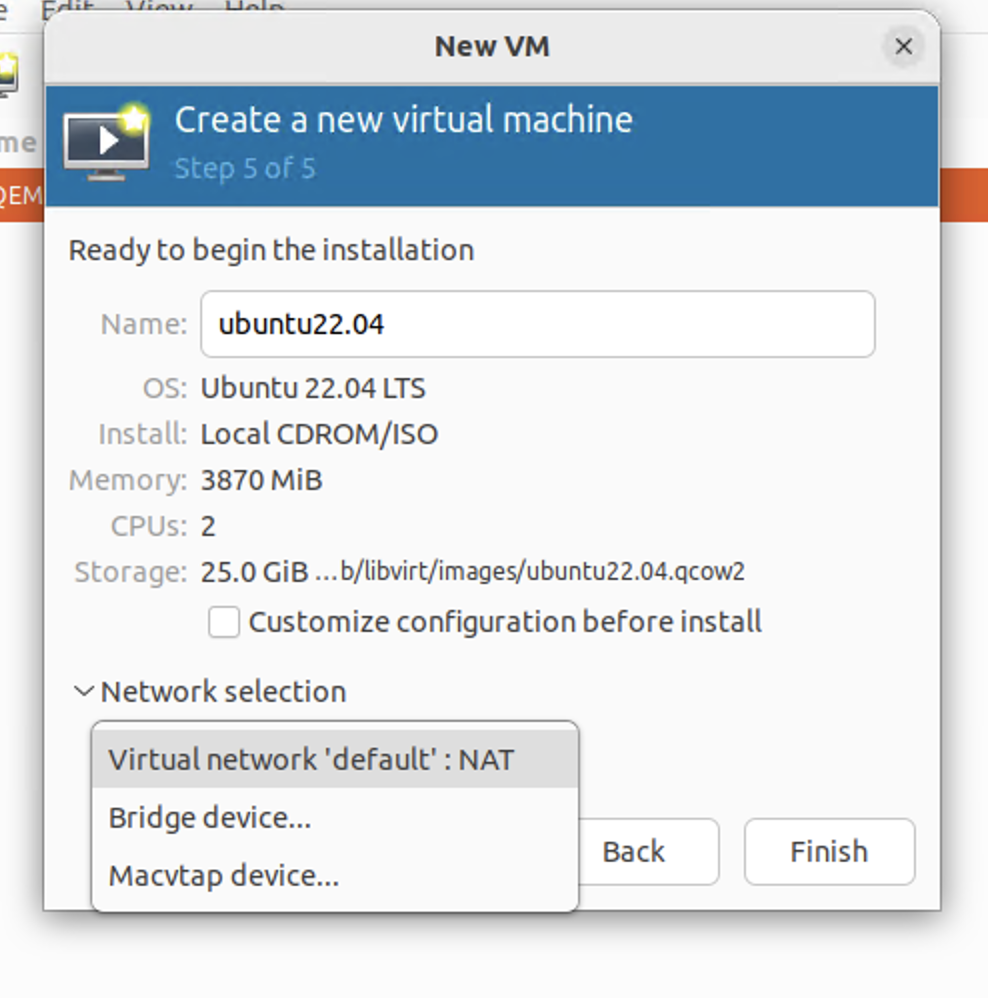 Edit View Help
New VM
Create a new virtual machine
Step 5 of 5
QEM
Ready to begin the installation
Name: ubuntu22.04
OS: Ubuntu 22.04 LTS
Install: Local CDROM/ISO
Memory: 3870 MiB
CPUs: 2
Storage: 25.0 GiB ...b/libvirt/images/ubuntu22.04.qcow2
Customize configuration before install
Network selection
Virtual network 'default' : NAT
Bridge device...
Macvtap device...
Back Finish